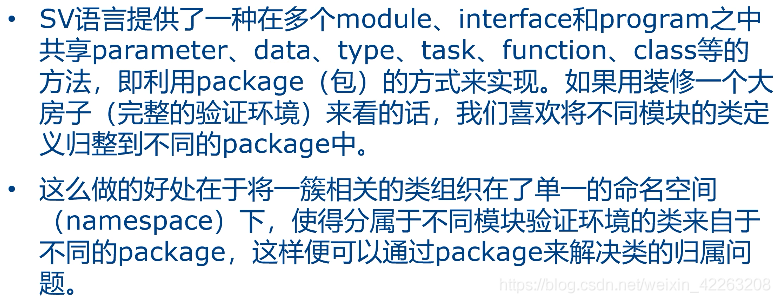 • SV语言提供了一种在多个module、interface和program之中
共享parameter、data、type、task、function、class等的
方法，即利用package（包）的方式来实现。如果用装修一个大
房子（完整的验证环境）来看的话，我们喜欢将不同模块的类定
义归整到不同的package中。
• 这么做的好处在于将一簇相关的类组织在了单一的命名空间
（namespace）下，使得分属于不同模块验证环境的类来自于
不同的package，这样便可以通过package来解决类的归属问
题。
https://blog.csdn.net/weixin_42263208